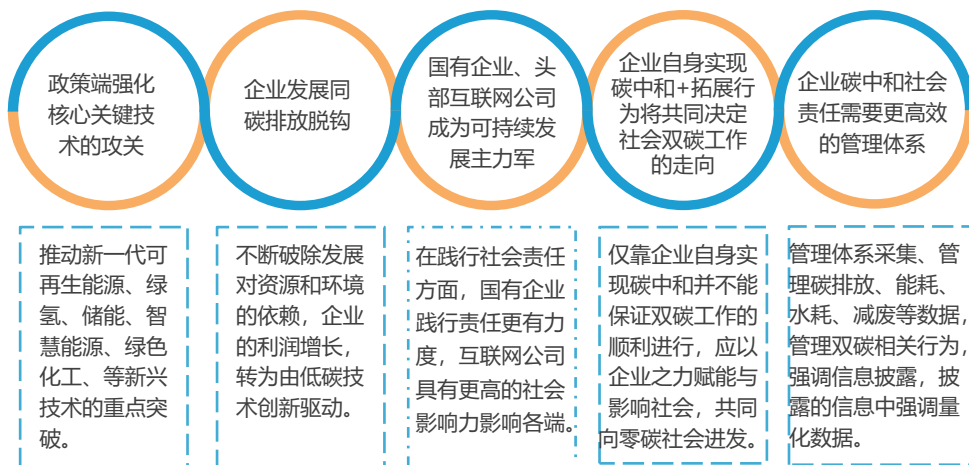 政策端强化
核心关键技
术的攻关
企业发展同
碳排放脱钩
国有企业、头
部互联网公司
成为可持续发
展主力军
企业自身实现
碳中和+拓展行
为将共同决定
社会双碳工作
的走向
企业碳中和社会
责任需要更高效
的管理体系
推动新一代可
再生能源、绿
氢、储能、智
慧能源、绿色
化工、等新兴
技术的重点突
破。
不断破除发展
对资源和环境
的依赖，企业
的利润增长，
转为由低碳技
术创新驱动。
在践行社会责任
方面，国有企业
践行责任更有力
度，互联网公司
具有更高的社会
影响力影响各端。
仅靠企业自身实
现碳中和并不能
保证双碳工作的
顺利进行，应以
企业之力赋能与
影响社会，共同
向零碳社会进发。
管理体系采集、管
理碳排放、能耗、
水耗、减废等数据，
管理双碳相关行为，
强调信息披露，披
露的信息中强调量
化数据。